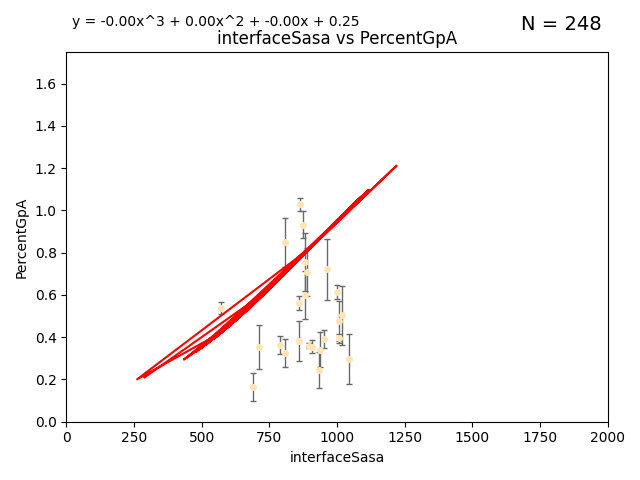 y = -0.00x^3 + 0.00x^2 + -0.00x + 0.25
N = 248
interfaceSasa vs PercentGpA
PercentGpA
1.6
1.4
1.2
1.0
0.8
0.6
0.4
0.2
0.0
0 250 500 750 1000 1250 1500 1750 2000
interfaceSasa